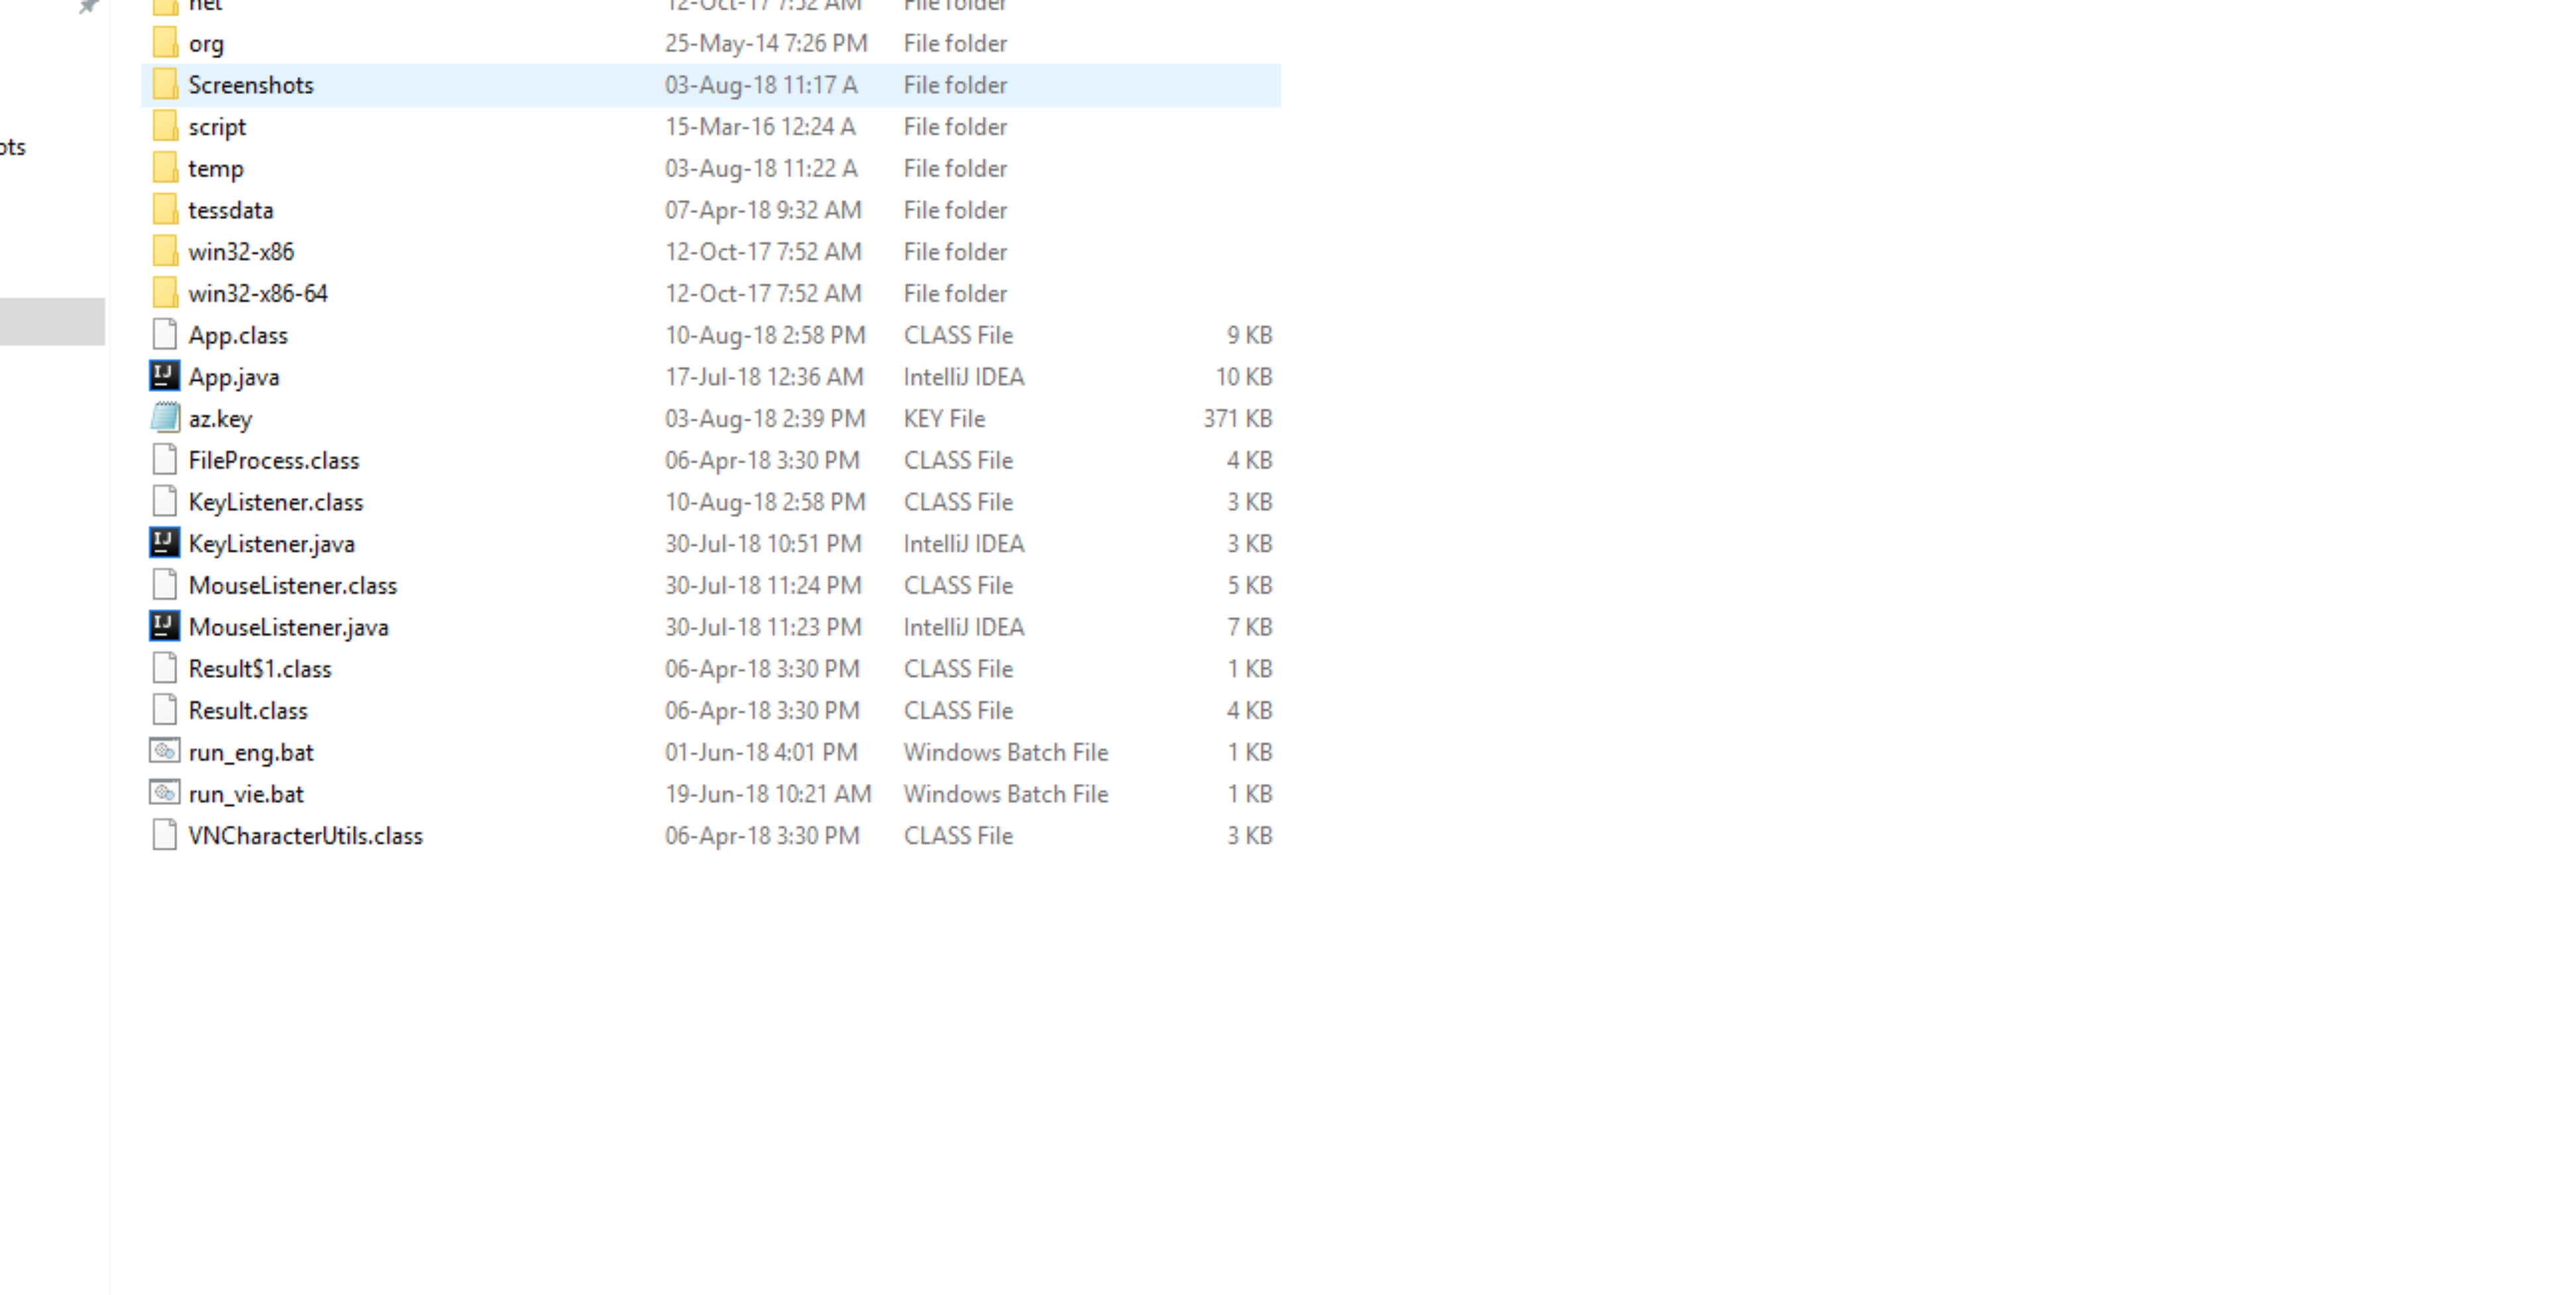 net 12-Oct-17 7:52 AM File folder
org 25-May-14 7:26 PM File folder
Screenshots 03-Aug-18 11:17 A File folder
script 15-Mar-16 12:24 A File folder
ots
temp 03-Aug-18 11:22 A File folder
tessdata 07-Apr-18 9:32 AM File folder
win32-x86 12-Oct-17 7:52 AM File folder
win32-x86-64 12-Oct-17 7:52 AM File folder
App.class 10-Aug-18 2:58 PM CLASS File 9 KB
IJ App.java 17-Jul-18 12:36 AM IntelliJ IDEA 10 KB
az.key 03-Aug-18 2:39 PM KEY File 371 KB
FileProcess.class 06-Apr-18 3:30 PM CLASS File 4 KB
KeyListener.class 10-Aug-18 2:58 PM CLASS File 3 KB
IJ KeyListener.java 30-Jul-18 10:51 PM IntelliJ IDEA 3 KB
MouseListener.class 30-Jul-18 11:24 PM CLASS File 5 KB
IJ MouseListener.java 30-Jul-18 11:23 PM IntelliJ IDEA 7 KB
Result$1.class 06-Apr-18 3:30 PM CLASS File 1 KB
Result.class 06-Apr-18 3:30 PM CLASS File 4 KB
run_eng.bat 01-Jun-18 4:01 PM Windows Batch File 1 KB
run_vie.bat 19-Jun-18 10:21 AM Windows Batch File 1 KB
VNCharacterUtils.class 06-Apr-18 3:30 PM CLASS File 3 KB